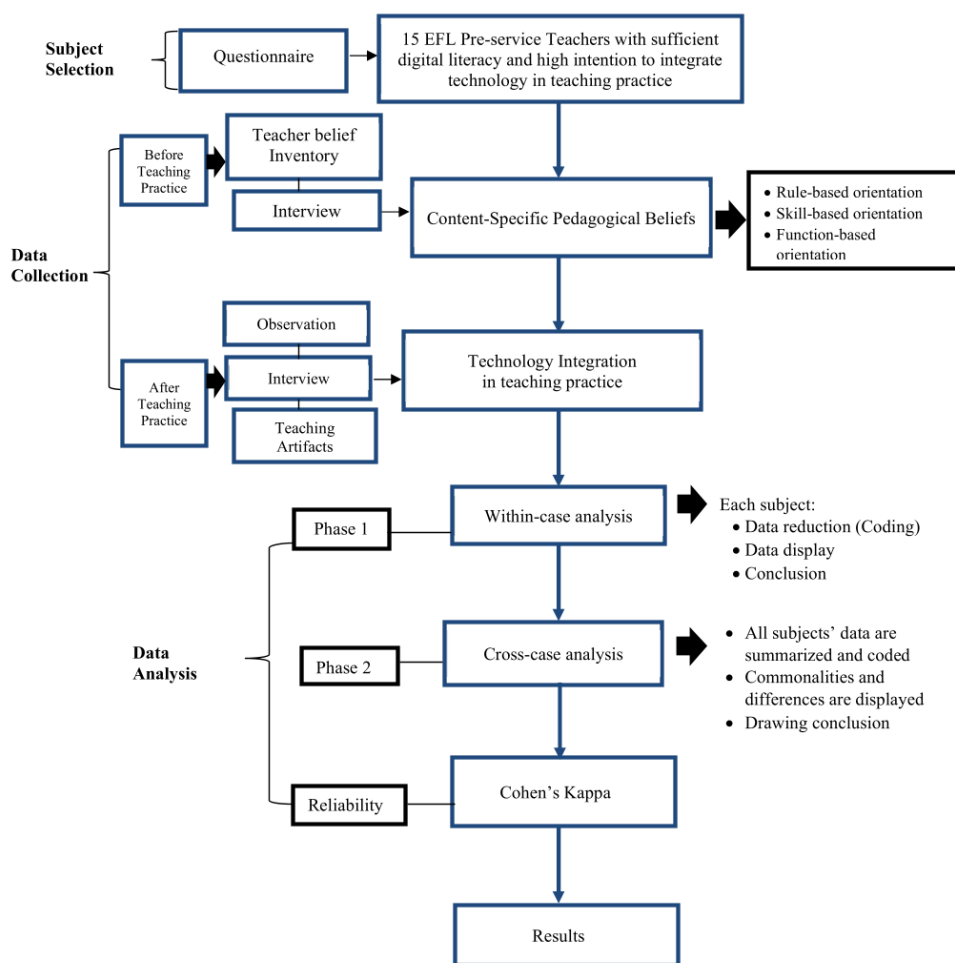 Subject
Selection
Questionnaire
15 EFL Pre-service Teachers with sufficient
digital literacy and high intention to integrate
technology in teaching practice
Data
Collection
Before
Teaching
Practice
Teacher belief
Inventory
Interview
Content-Specific Pedagogical Beliefs
• Rule-based orientation
• Skill-based orientation
• Function-based
orientation
After
Teaching
Practice
Observation
Interview
Teaching
Artifacts
Technology Integration
in teaching practice
Data
Analysis
Phase 1
Within-case analysis
Each subject:
• Data reduction (Coding)
• Data display
• Conclusion
Phase 2
Cross-case analysis
• All subjects’ data are
summarized and coded
• Commonalities and
differences are displayed
• Drawing conclusion
Reliability
Cohen’s Kappa
Results